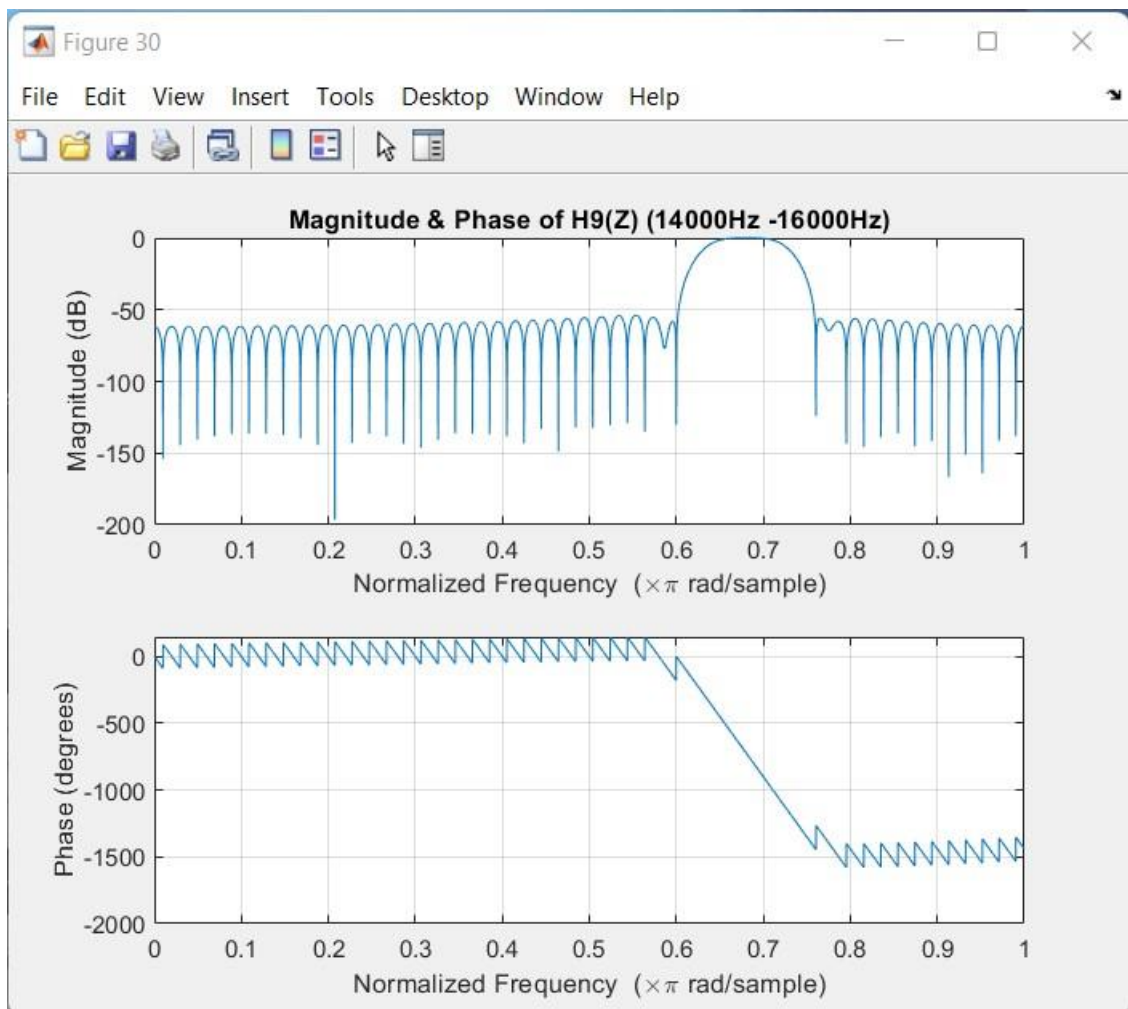 Figure 30
File Edit View Insert Tools Desktop Window Help
Magnitude & Phase of H9(Z) (14000Hz -16000Hz)
0
-50
-100
-150
-200
Magnitude (dB)
0 0.1 0.2 0.3 0.4 0.5 0.6 0.7 0.8 0.9 1
Normalized Frequency (×π rad/sample)
0
-500
-1000
-1500
-2000
Phase (degrees)
0 0.1 0.2 0.3 0.4 0.5 0.6 0.7 0.8 0.9 1
Normalized Frequency (×π rad/sample)